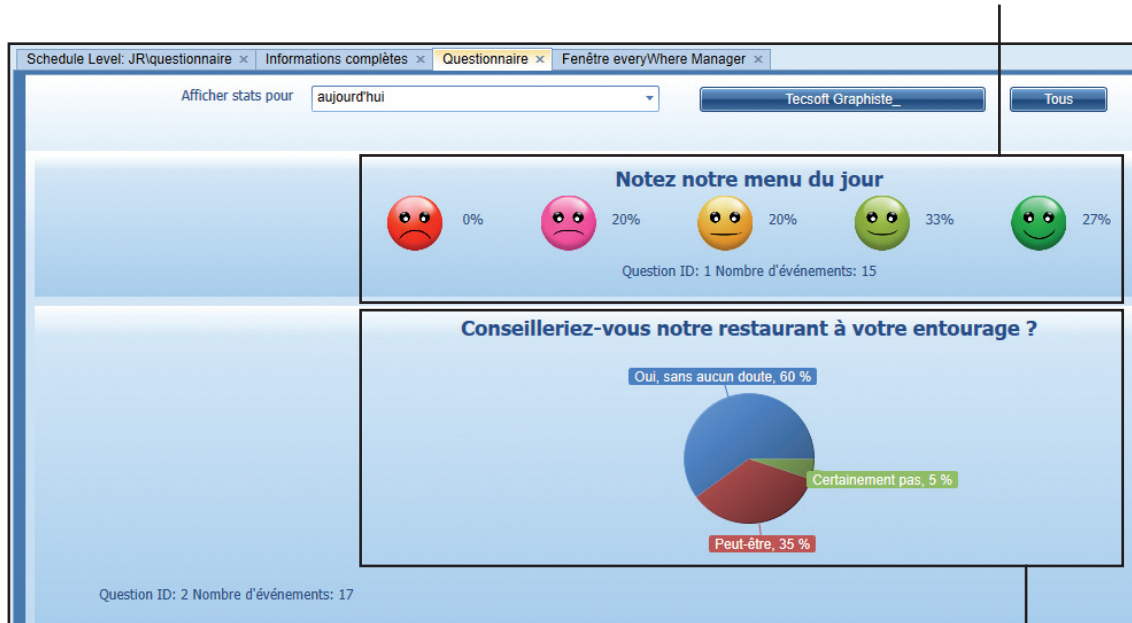 Schedule Level: JR\questionnaire × Informations complètes × Questionnaire × Fenêtre everyWhere Manager ×
Afficher stats pour aujourd'hui Tecsoft Graphiste_ Tous
Notez notre menu du jour
0% 20% 20% 33% 27%
Question ID: 1 Nombre d'événements: 15
Conseilleriez-vous notre restaurant à votre entourage ?
Oui, sans aucun doute, 60 %
Certainement pas, 5 %
Peut-être, 35 %
Question ID: 2 Nombre d'événements: 17